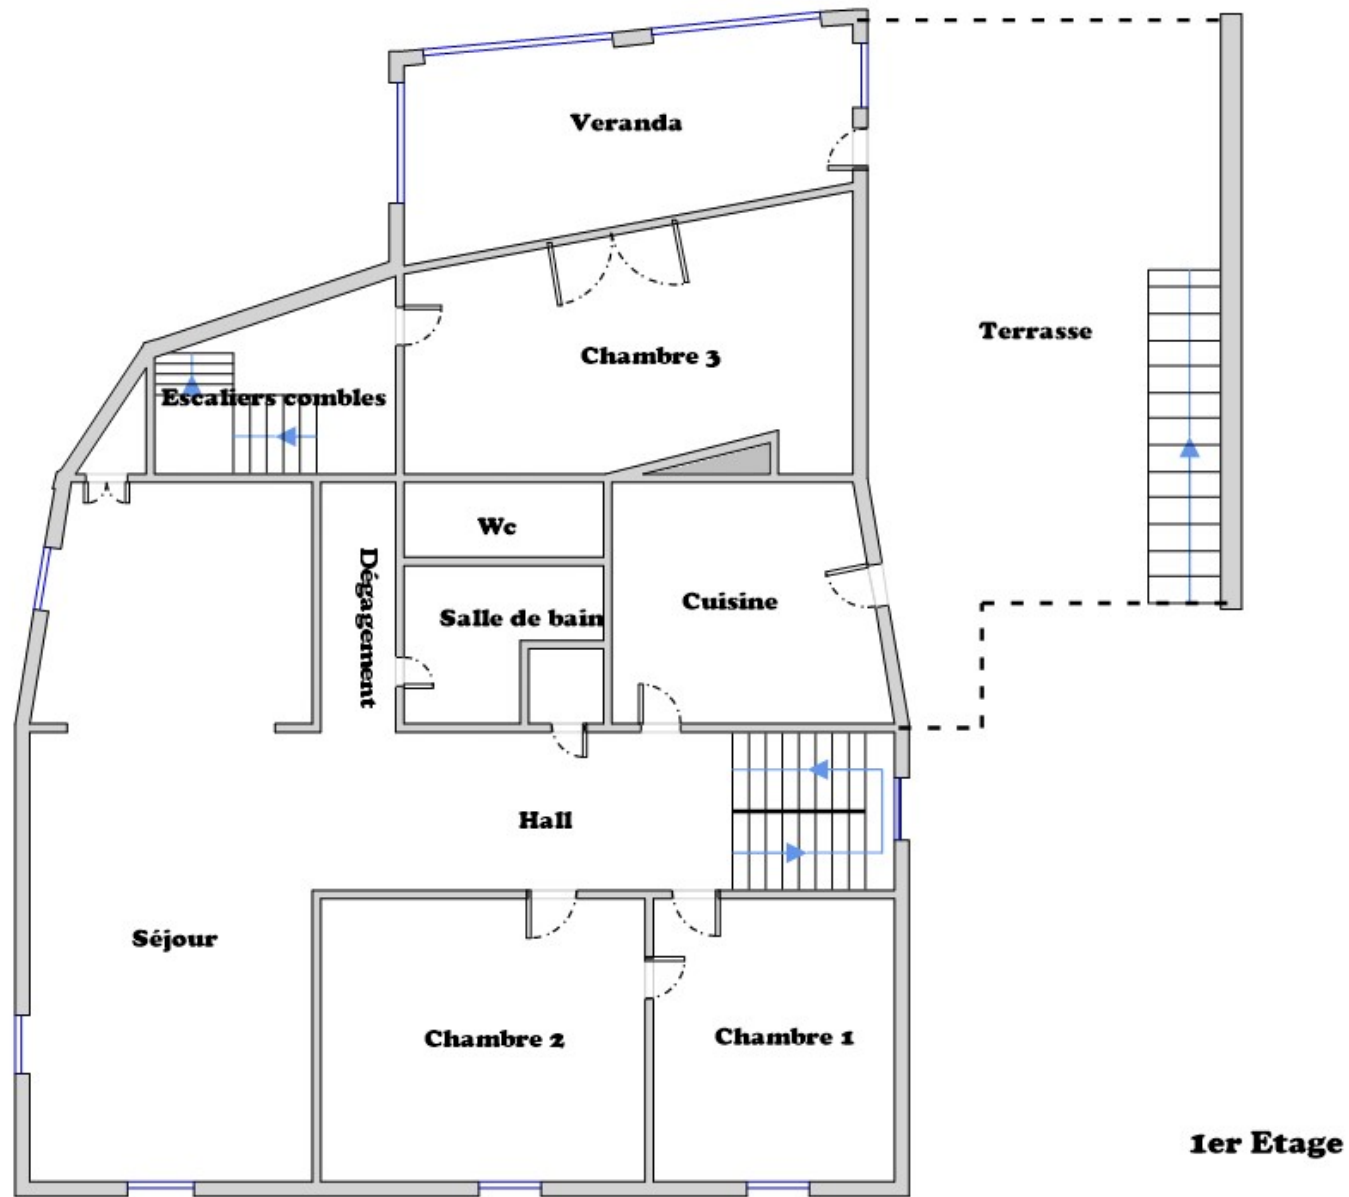 Veranda
Terrasse
Chambre 3
Escaliers combles
Wc
Dégagement
Salle de bain
Cuisine
Hall
Séjour
Chambre 2
Chambre 1
1er Etage